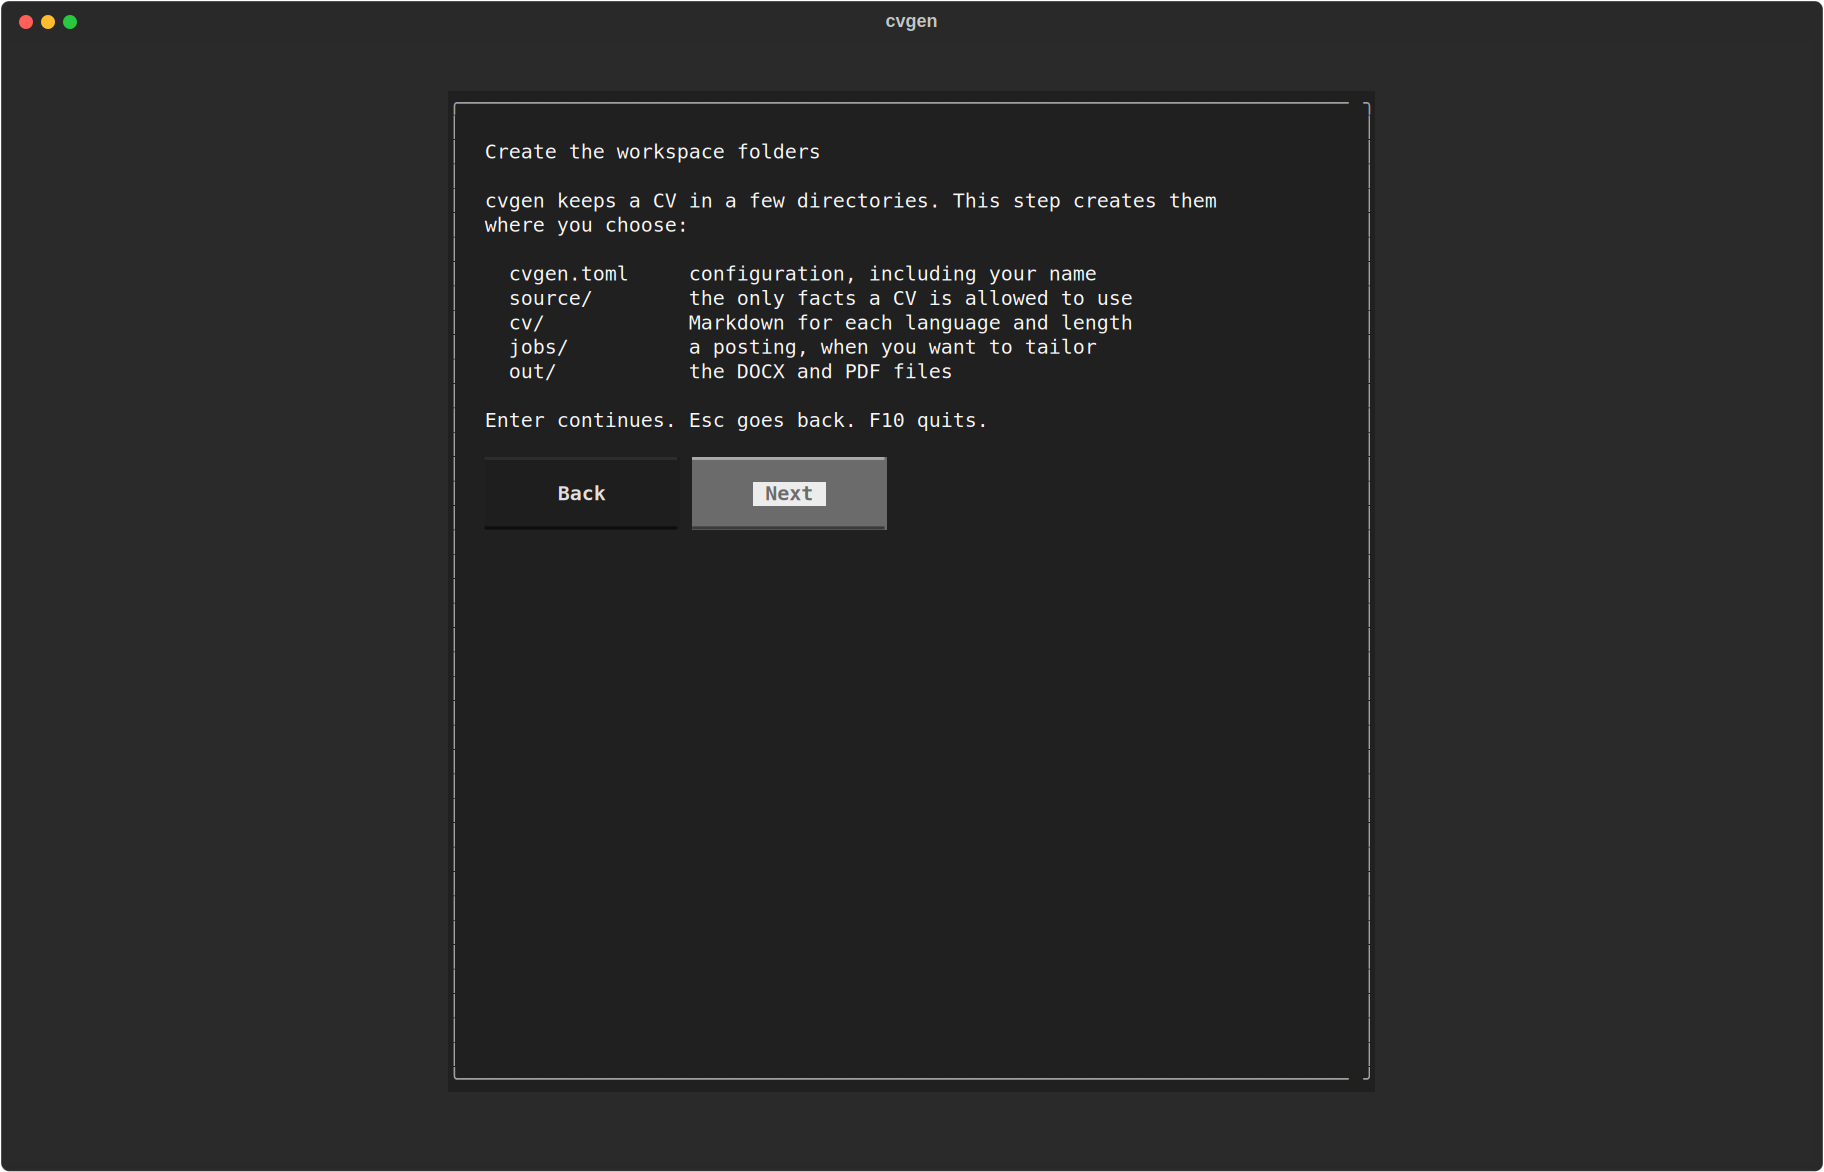 cvgen
Create the workspace folders
cvgen keeps a CV in a few directories. This step creates them
where you choose:
cvgen.toml     configuration, including your name
source/        the only facts a CV is allowed to use
cv/            Markdown for each language and length
jobs/          a posting, when you want to tailor
out/           the DOCX and PDF files
Enter continues. Esc goes back. F10 quits.
Back   Next